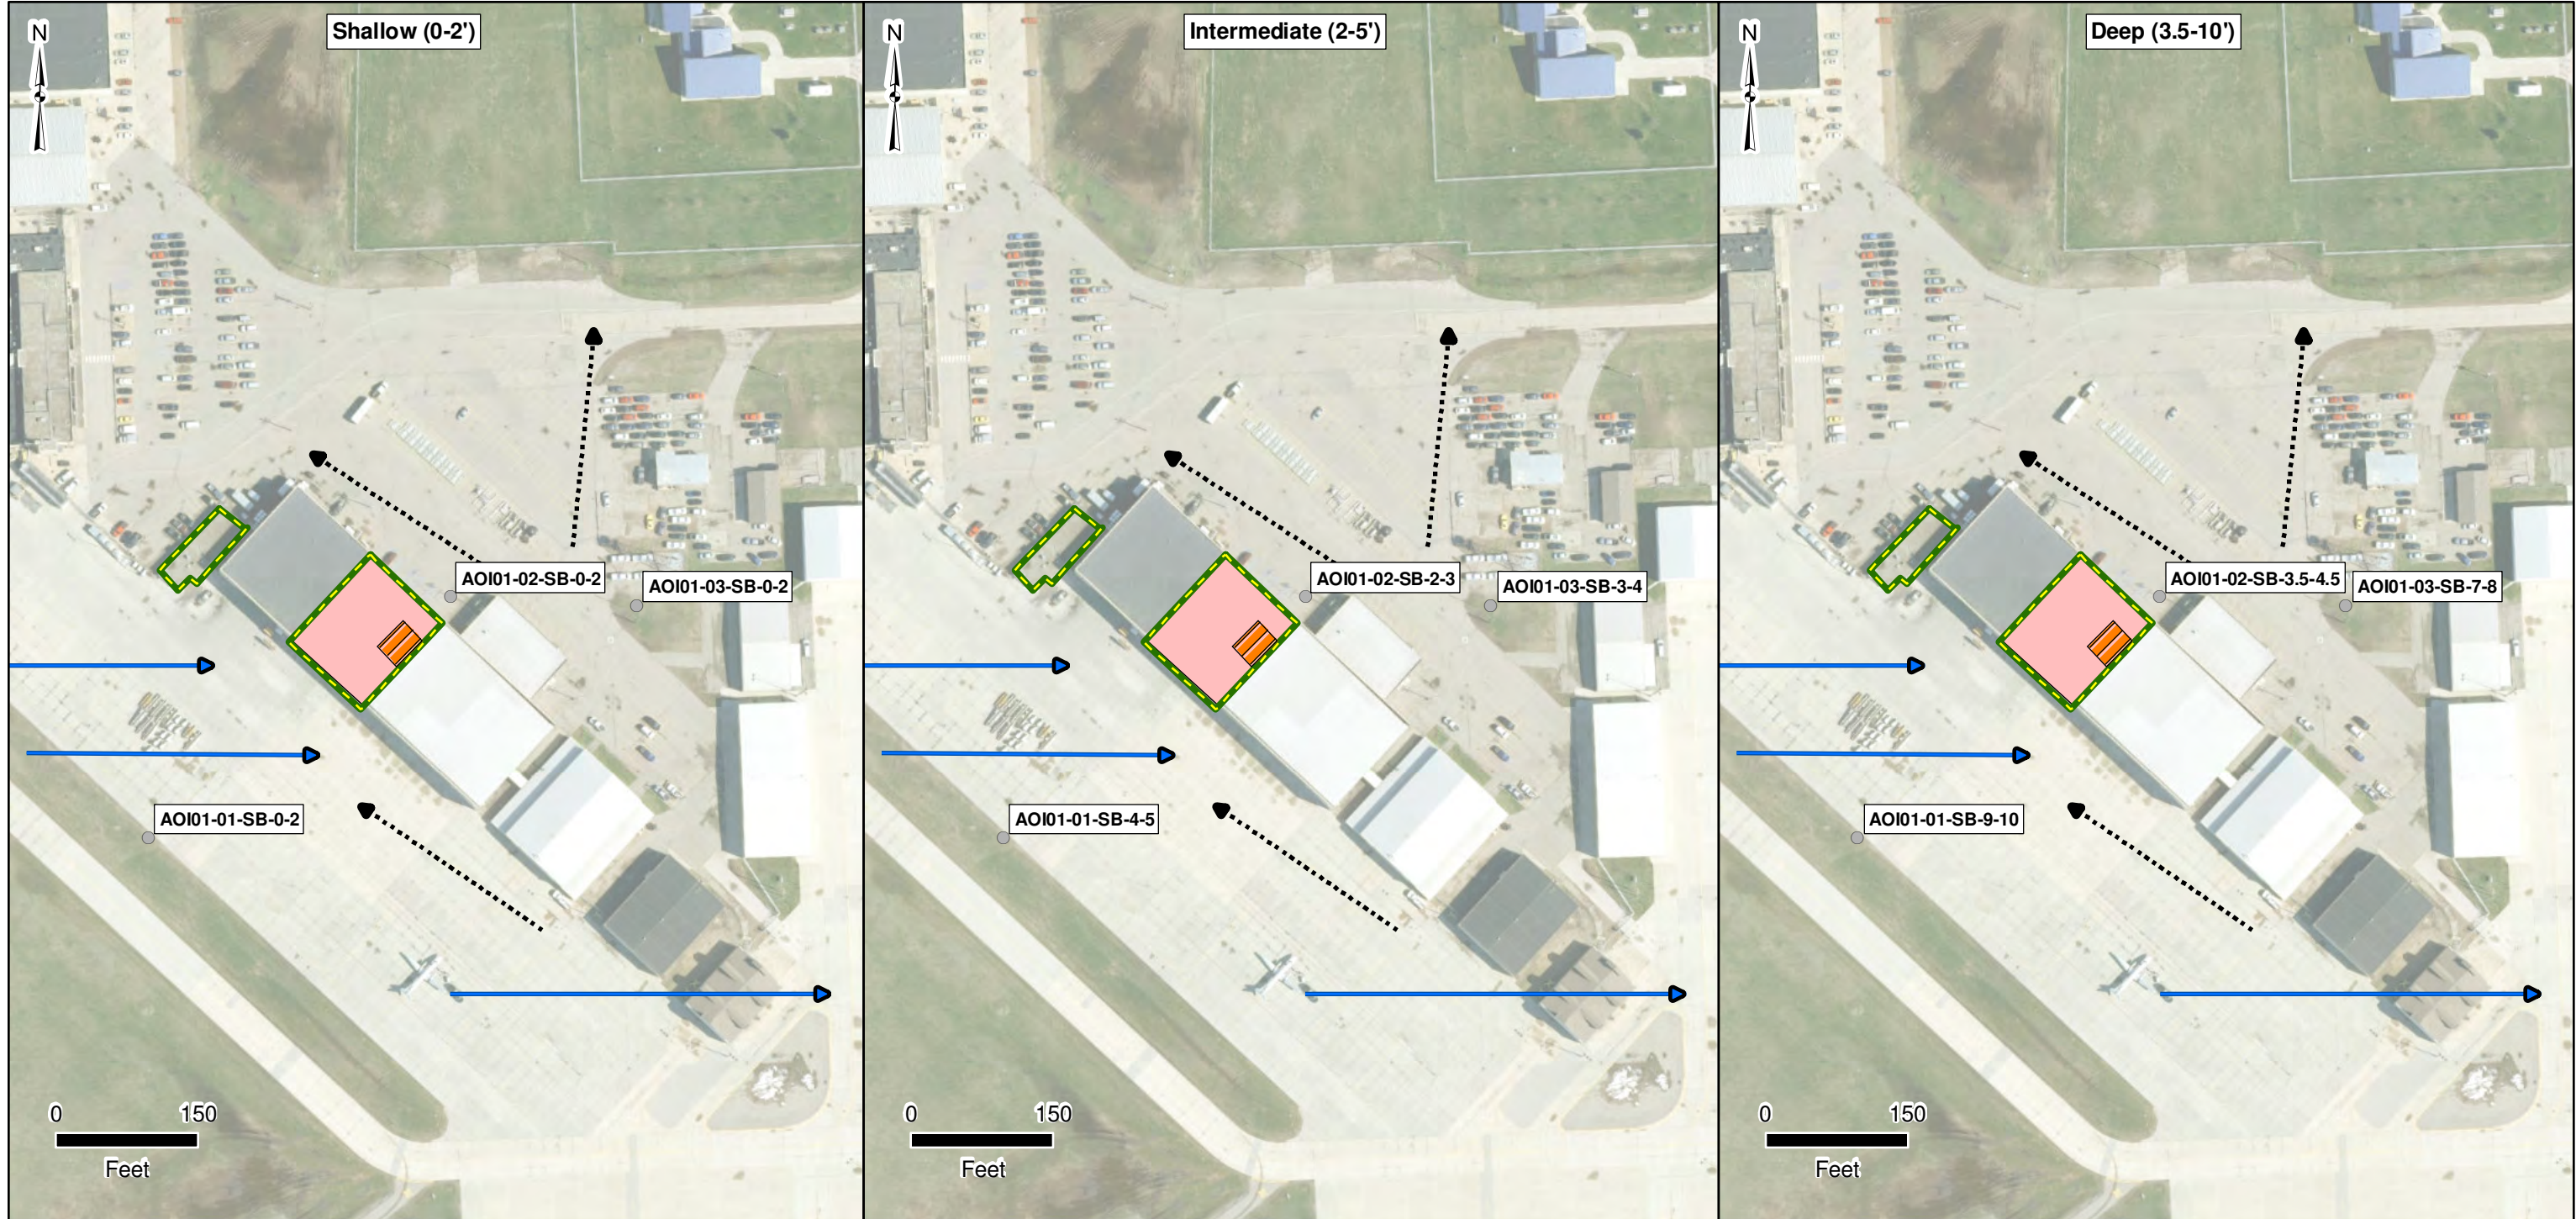 N
Shallow (0-2')
AOI01-02-SB-0-2
AOI01-03-SB-0-2
AOI01-01-SB-0-2
0 150
Feet
N
Intermediate (2-5')
AOI01-02-SB-2-3
AOI01-03-SB-3-4
AOI01-01-SB-4-5
0 150
Feet
N
Deep (3.5-10')
AOI01-02-SB-3.5-4.5
AOI01-03-SB-7-8
AOI01-01-SB-9-10
0 150
Feet